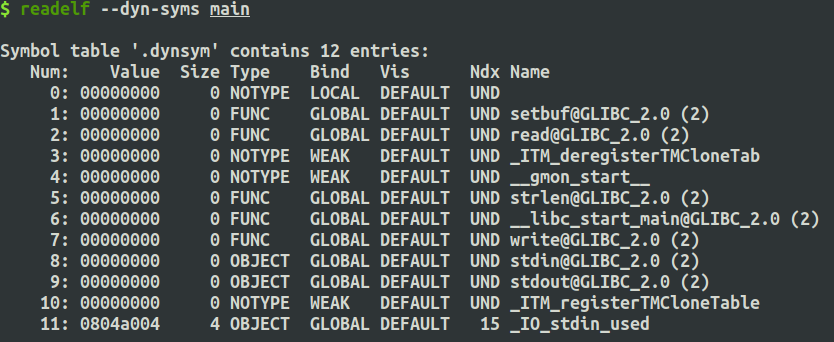 $ readelf --dyn-syms main
Symbol table '.dynsym' contains 12 entries:
Num: Value Size Type Bind Vis Ndx Name
0: 00000000 0 NOTYPE LOCAL DEFAULT UND
1: 00000000 0 FUNC GLOBAL DEFAULT UND setbuf@GLIBC_2.0 (2)
2: 00000000 0 FUNC GLOBAL DEFAULT UND read@GLIBC_2.0 (2)
3: 00000000 0 NOTYPE WEAK DEFAULT UND _ITM_deregisterTMCloneTab
4: 00000000 0 NOTYPE WEAK DEFAULT UND __gmon_start__
5: 00000000 0 FUNC GLOBAL DEFAULT UND strlen@GLIBC_2.0 (2)
6: 00000000 0 FUNC GLOBAL DEFAULT UND __libc_start_main@GLIBC_2.0 (2)
7: 00000000 0 FUNC GLOBAL DEFAULT UND write@GLIBC_2.0 (2)
8: 00000000 0 OBJECT GLOBAL DEFAULT UND stdin@GLIBC_2.0 (2)
9: 00000000 0 OBJECT GLOBAL DEFAULT UND stdout@GLIBC_2.0 (2)
10: 00000000 0 NOTYPE WEAK DEFAULT UND _ITM_registerTMCloneTable
11: 0804a004 4 OBJECT GLOBAL DEFAULT 15 _IO_stdin_used